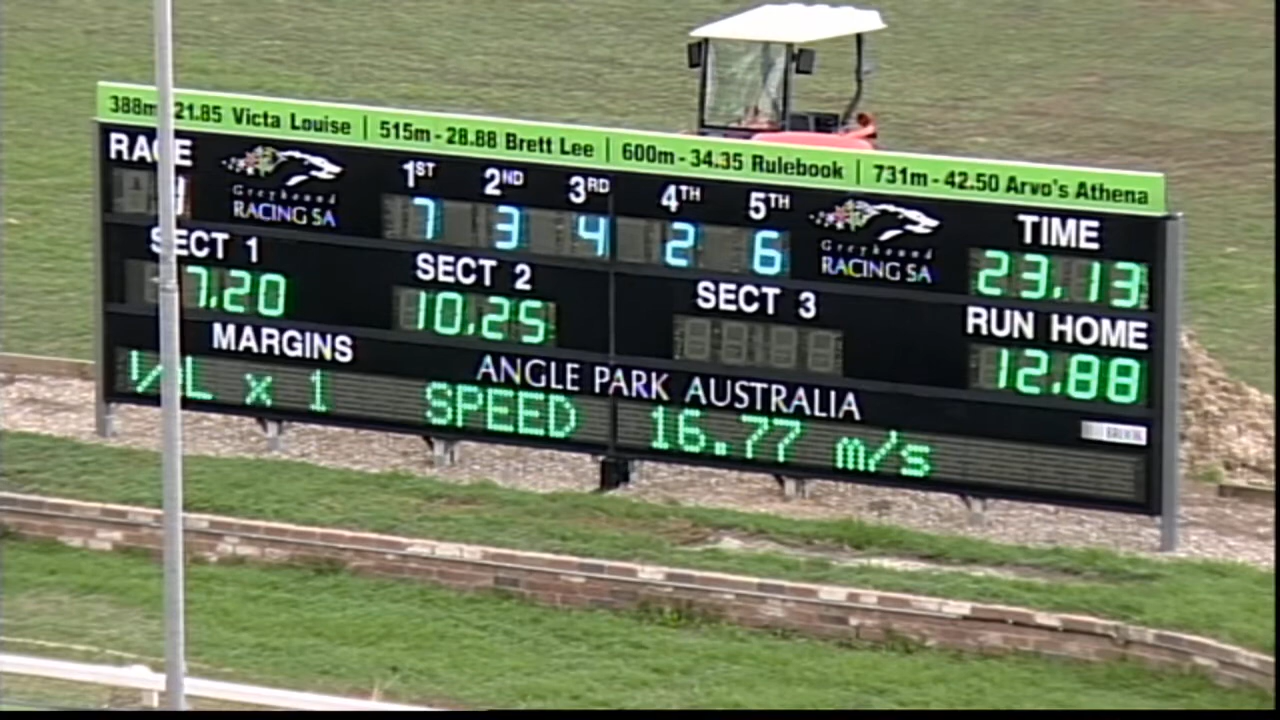 388m 21.85 Victa Louise | 515m - 28.88 Brett Lee | 600m - 34.35 Rulebook | 731m - 42.50 Arvo's Athena
RACE
Greyhound
RACING SA
1ST 2ND 3RD 4TH 5TH
7 3 4 2 6
Greyhound
RACING SA
TIME
23.13
SECT 1
7.20
SECT 2
10.25
SECT 3
RUN HOME
12.88
MARGINS
ANGLE PARK AUSTRALIA
L x 1 SPEED 16.77 m/s